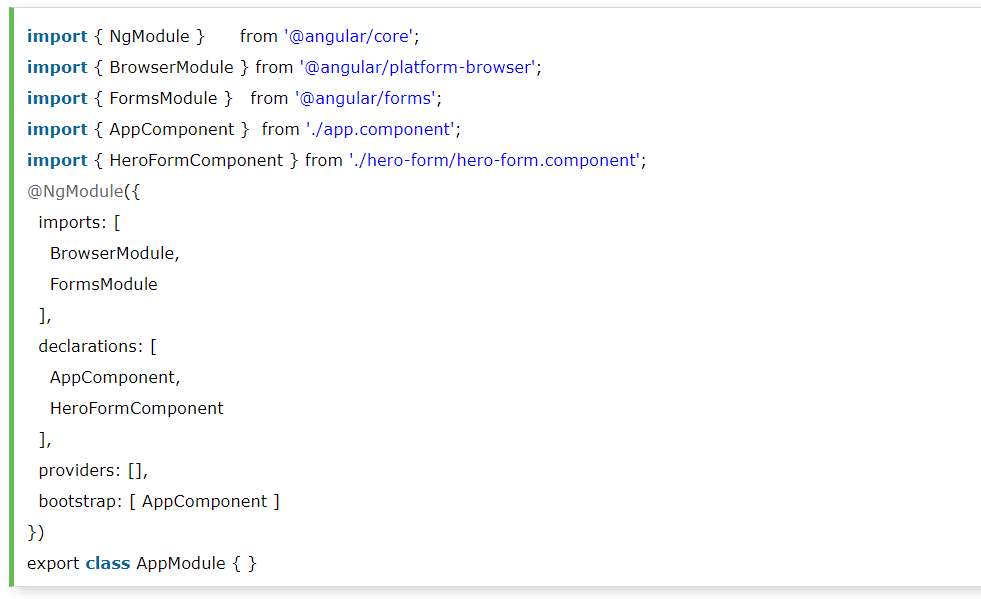 import { NgModule }      from '@angular/core';
import { BrowserModule } from '@angular/platform-browser';
import { FormsModule }   from '@angular/forms';
import { AppComponent }  from './app.component';
import { HeroFormComponent } from './hero-form/hero-form.component';
@NgModule({
  imports: [
    BrowserModule,
    FormsModule
  ],
  declarations: [
    AppComponent,
    HeroFormComponent
  ],
  providers: [],
  bootstrap: [ AppComponent ]
})
export class AppModule { }